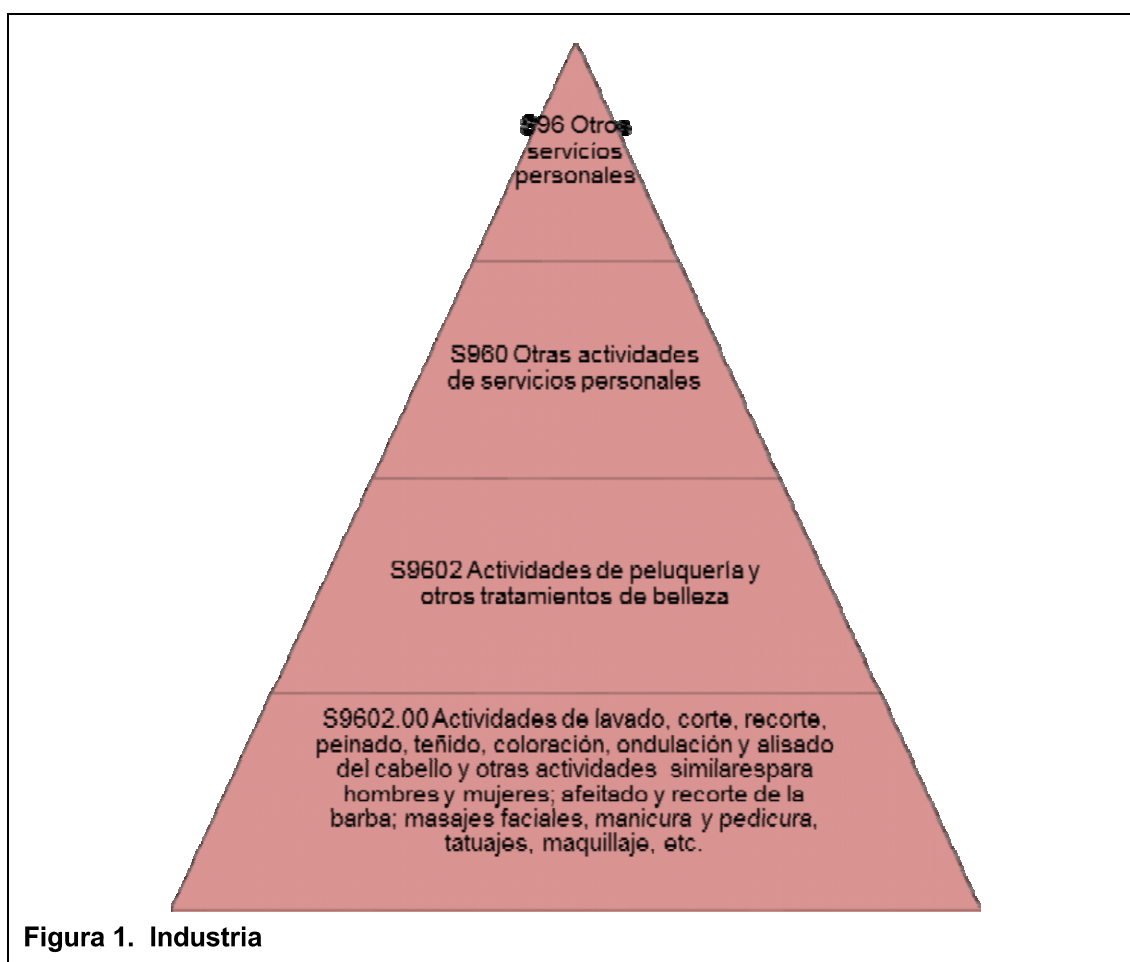 S96 Otros
servicios
personales
S960 Otras actividades
de servicios personales
S9602 Actividades de peluquería y
otros tratamientos de belleza
S9602.00 Actividades de lavado, corte, recorte,
peinado, teñido, coloración, ondulación y alisado
del cabello y otras actividades similarespara
hombres y mujeres; afeitado y recorte de la
barba; masajes faciales, manicura y pedicura,
tatuajes, maquillaje, etc.
Figura 1. Industria